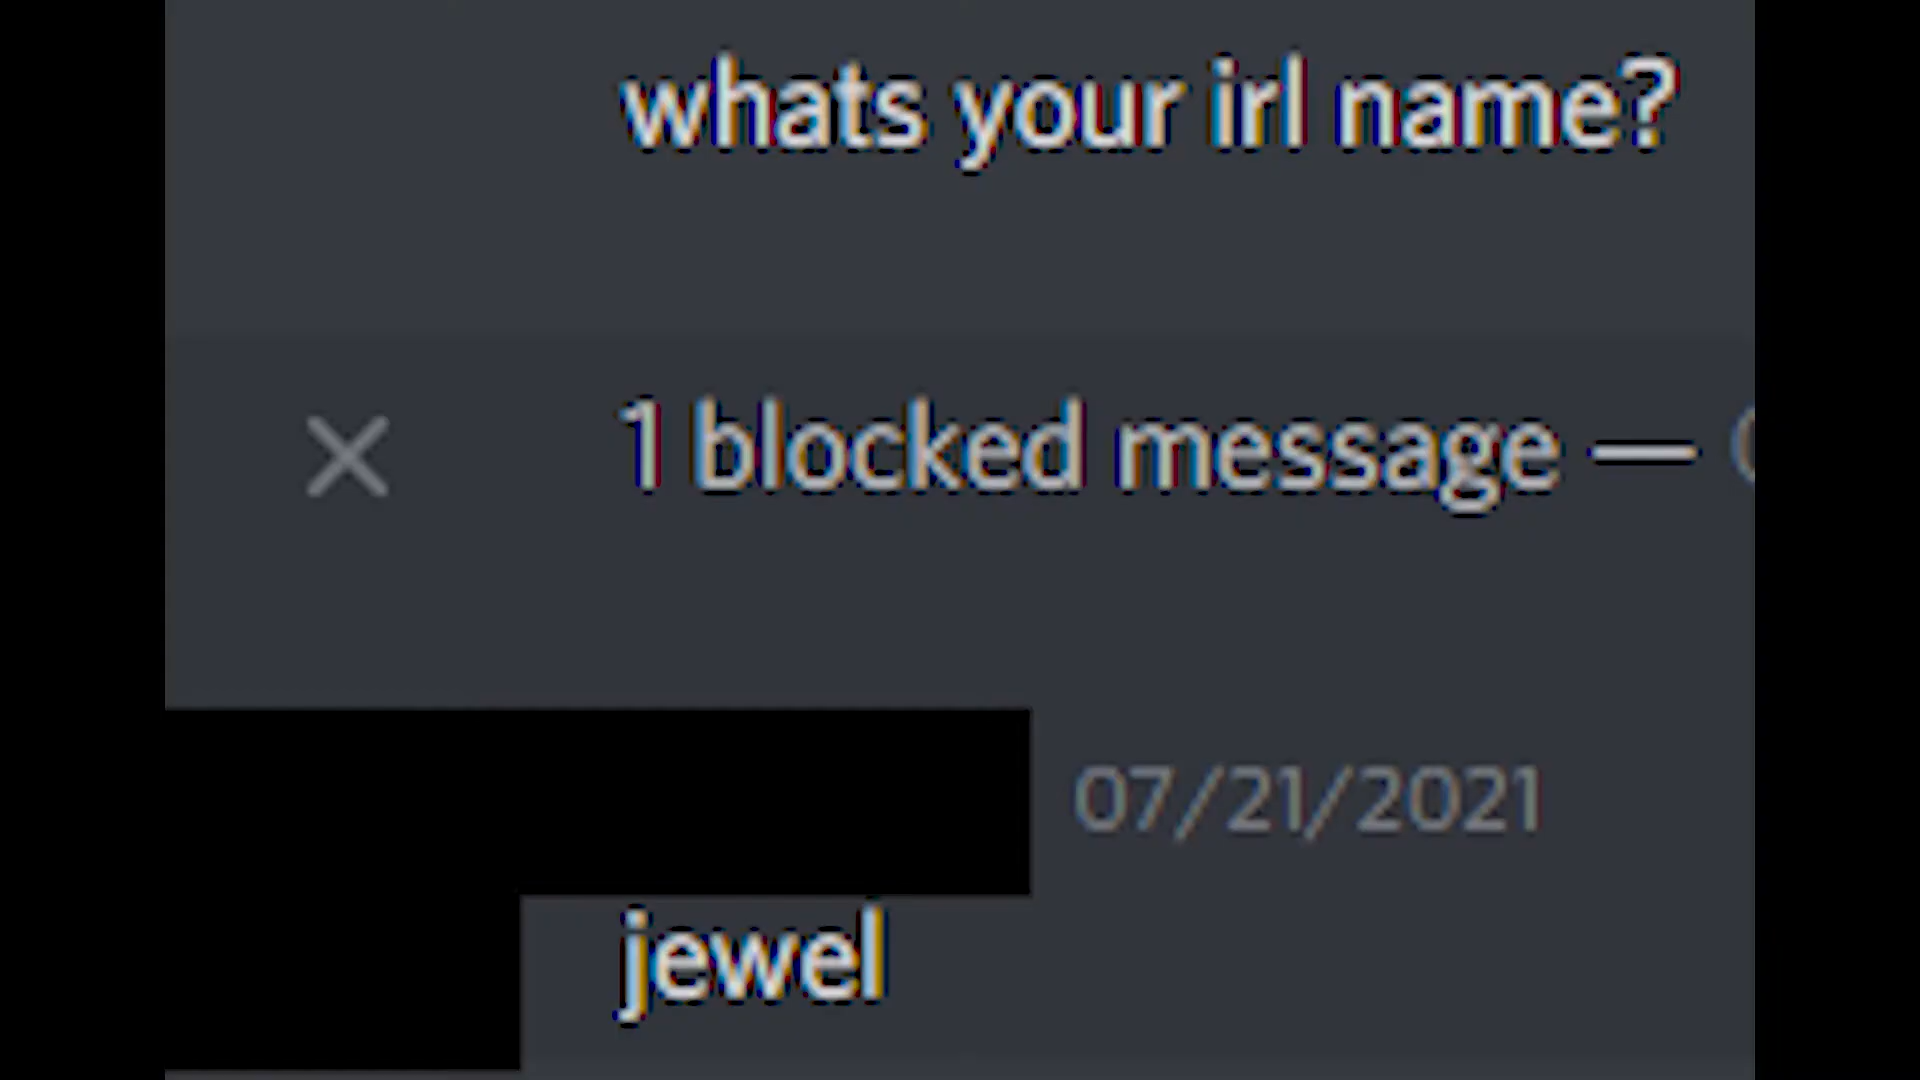 whats your irl name?
1 blocked message —
07/21/2021
jewel